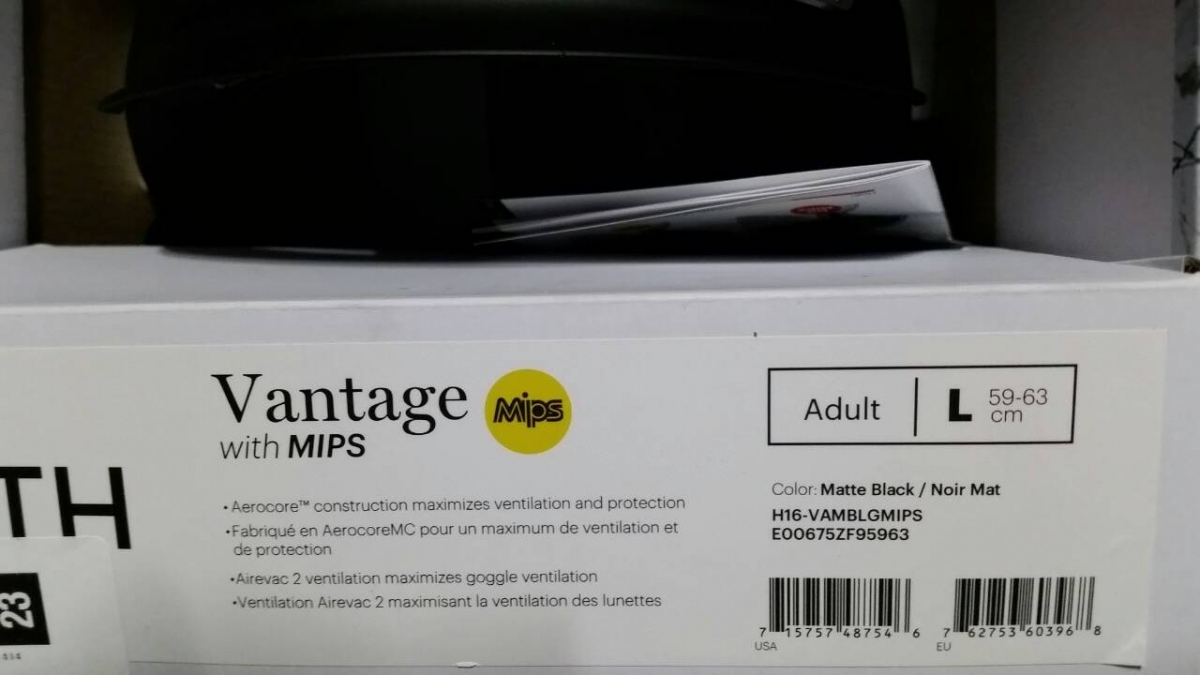 Vantage
Mips
with MIPS
TH
• Aerocore™ construction maximizes ventilation and protection
• Fabriqué en AerocoreMC pour un maximum de ventilation et
de protection
• Airevac 2 ventilation maximizes goggle ventilation
• Ventilation Airevac 2 maximisant la ventilation des lunettes
Adult
L
59-63
cm
Color: Matte Black / Noir Mat
H16-VAMBLGMIPS
E00675ZF95963
7 15757 48754 6
USA
7 62753 60396 8
EU
23